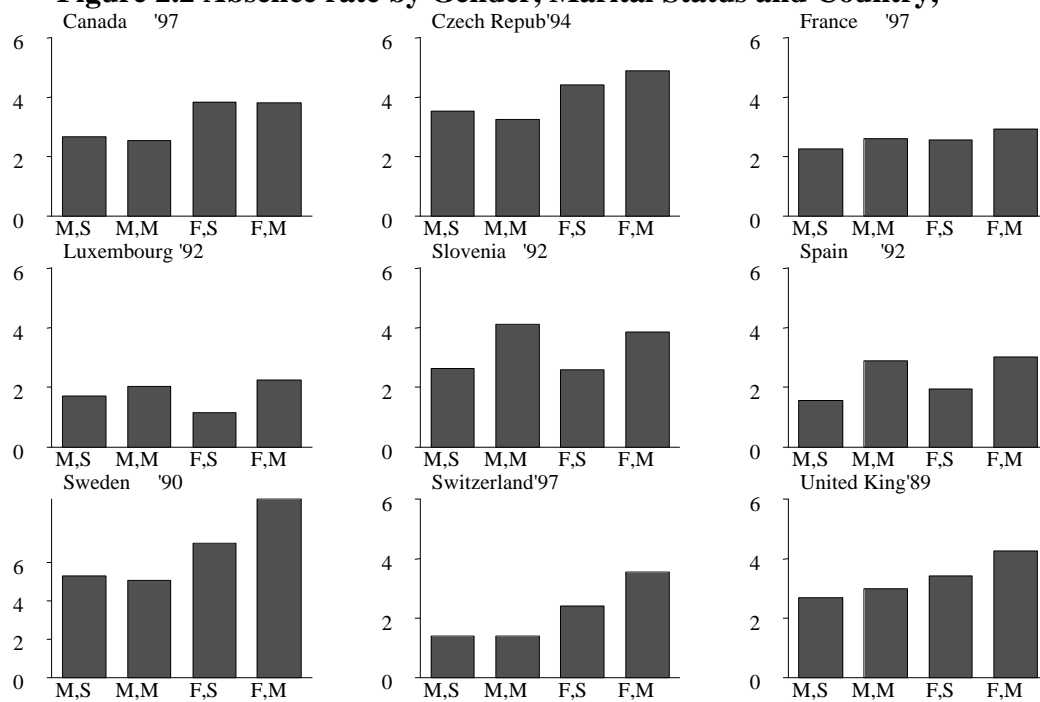 Figure 2.2 Absence rate by Gender, Marital Status and Country,
Canada '97 Czech Repub'94 France '97
6 6 6
4 4 4
2 2 2
0 0 0
M,S M,M F,S F,M M,S M,M F,S F,M M,S M,M F,S F,M
Luxembourg '92 Slovenia '92 Spain '92
6 6 6
4 4 4
2 2 2
0 0 0
M,S M,M F,S F,M M,S M,M F,S F,M M,S M,M F,S F,M
Sweden '90 Switzerland'97 United King'89
6 6
6 4 4
4
2 2 2
0 0 0
M,S M,M F,S F,M M,S M,M F,S F,M M,S M,M F,S F,M